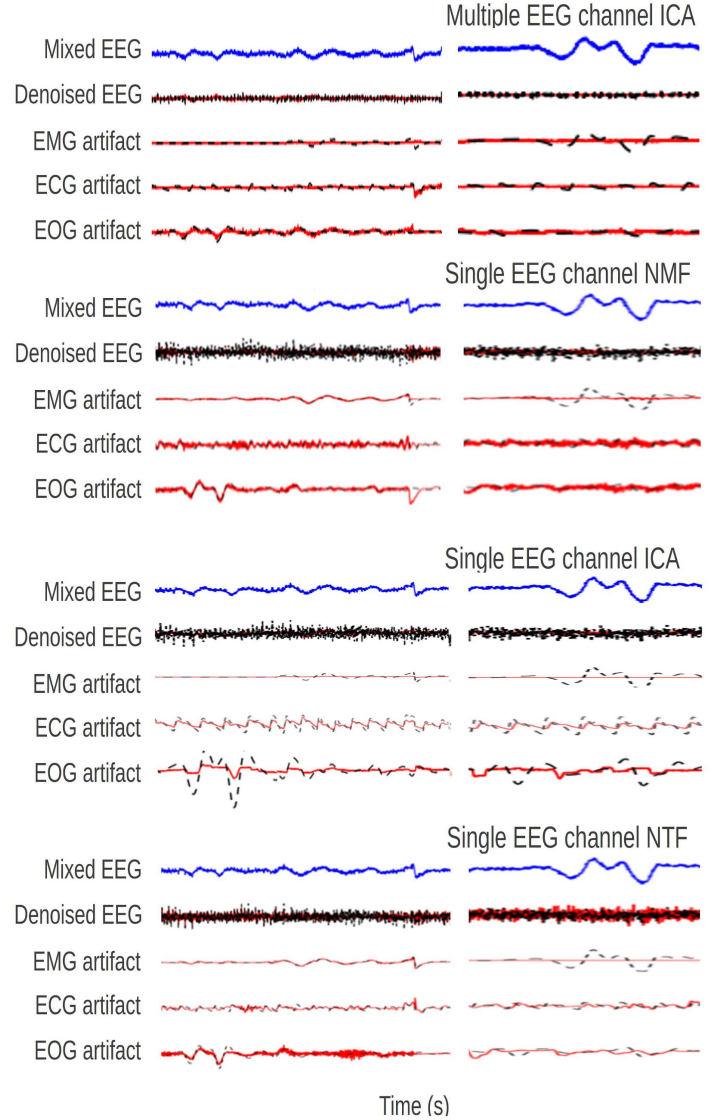 Multiple EEG channel ICA
Mixed EEG
Denoised EEG
EMG artifact
ECG artifact
EOG artifact
Single EEG channel NMF
Mixed EEG
Denoised EEG
EMG artifact
ECG artifact
EOG artifact
Single EEG channel ICA
Mixed EEG
Denoised EEG
EMG artifact
ECG artifact
EOG artifact
Single EEG channel NTF
Mixed EEG
Denoised EEG
EMG artifact
ECG artifact
EOG artifact
Time (s)